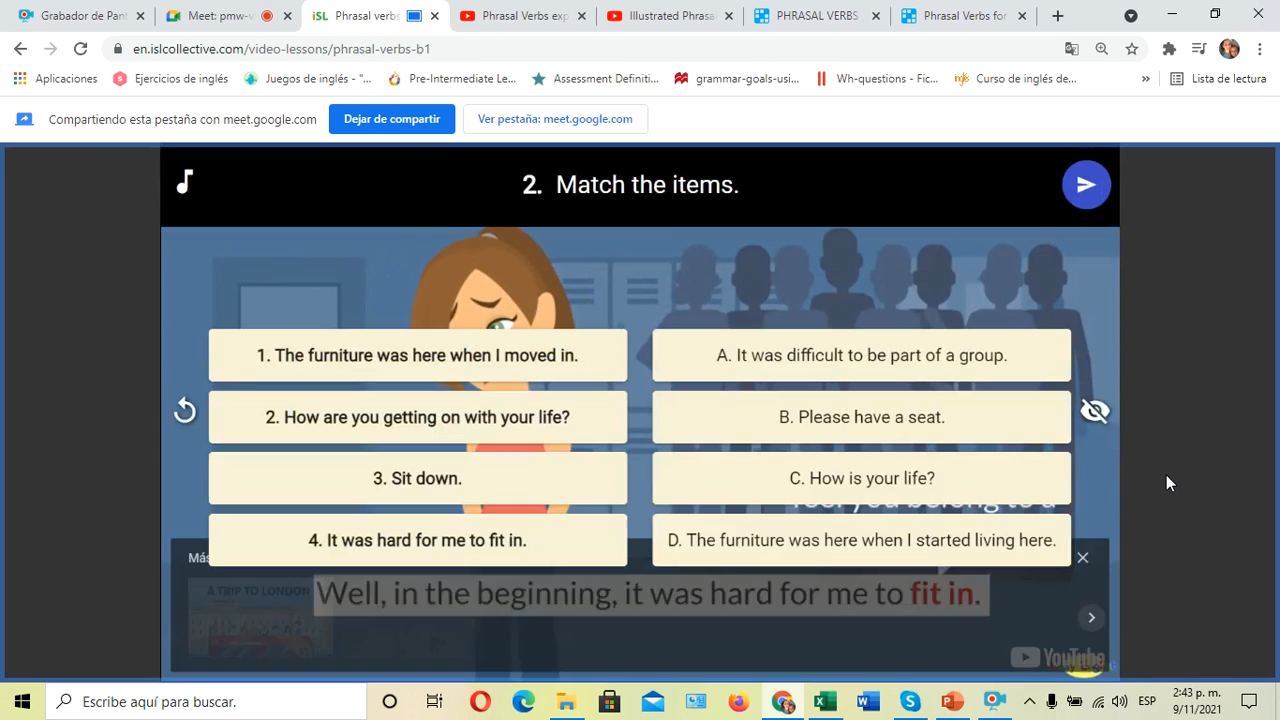 Grabador de Pan
Meet: pmw-v
Phrasal verbs
Phrasal Verbs exp
Illustrated Phrasa
PHRASAL VERBS
Phrasal Verbs for
en.islcollective.com/video-lessons/phrasal-verbs-b1
Aplicaciones
Ejercicios de inglés
Juegos de inglés - "...
Pre-Intermediate Le...
Assessment Definiti...
grammar-goals-usi...
Wh-questions - Fic...
Curso de inglés de...
»
Lista de lectura
Compartiendo esta pestaña con meet.google.com
Dejar de compartir
Ver pestaña: meet.google.com
2. Match the items.
1. The furniture was here when I moved in.
A. It was difficult to be part of a group.
2. How are you getting on with your life?
B. Please have a seat.
3. Sit down.
C. How is your life?
4. It was hard for me to fit in.
D. The furniture was here when I started living here.
Más
A TRIP TO LONDON
Well, in the beginning, it was hard for me to fit in.
YouTube
Escribe aquí para buscar.
ESP
2:43 p. m.
9/11/2021